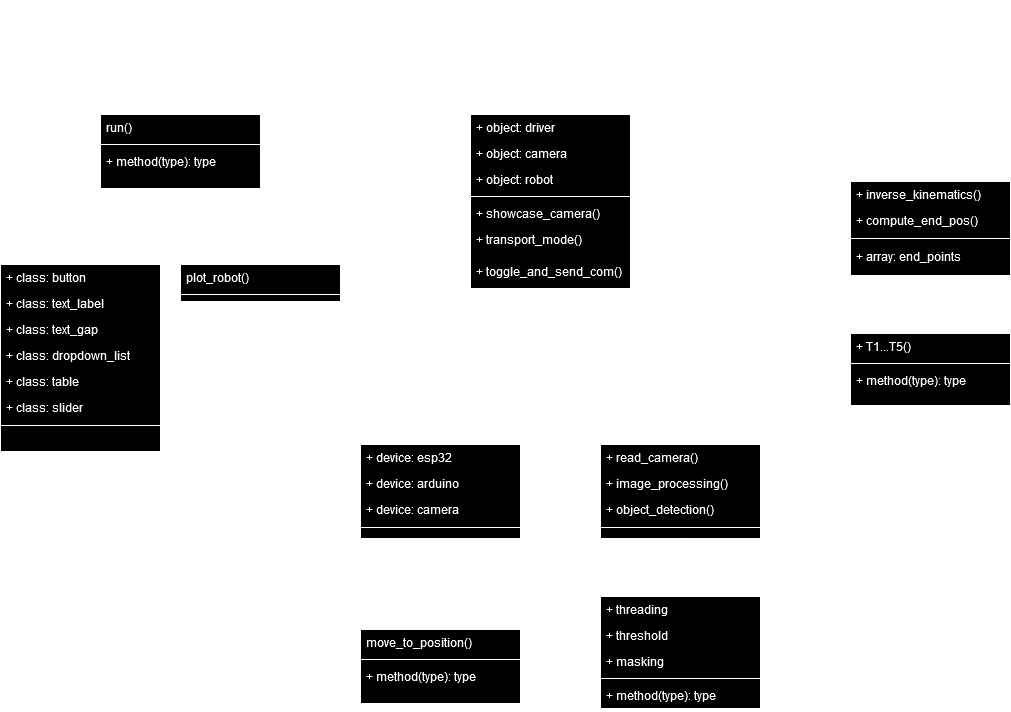 run()
+ method(type): type
+ object: driver
+ object: camera
+ object: robot
+ showcase_camera()
+ transport_mode()
+ toggle_and_send_com()
+ inverse_kinematics()
+ compute_end_pos()
+ array: end_points
+ class: button
+ class: text_label
+ class: text_gap
+ class: dropdown_list
+ class: table
+ class: slider
plot_robot()
+ T1...T5()
+ method(type): type
+ device: esp32
+ device: arduino
+ device: camera
+ read_camera()
+ image_processing()
+ object_detection()
move_to_position()
+ method(type): type
+ threading
+ threshold
+ masking
+ method(type): type